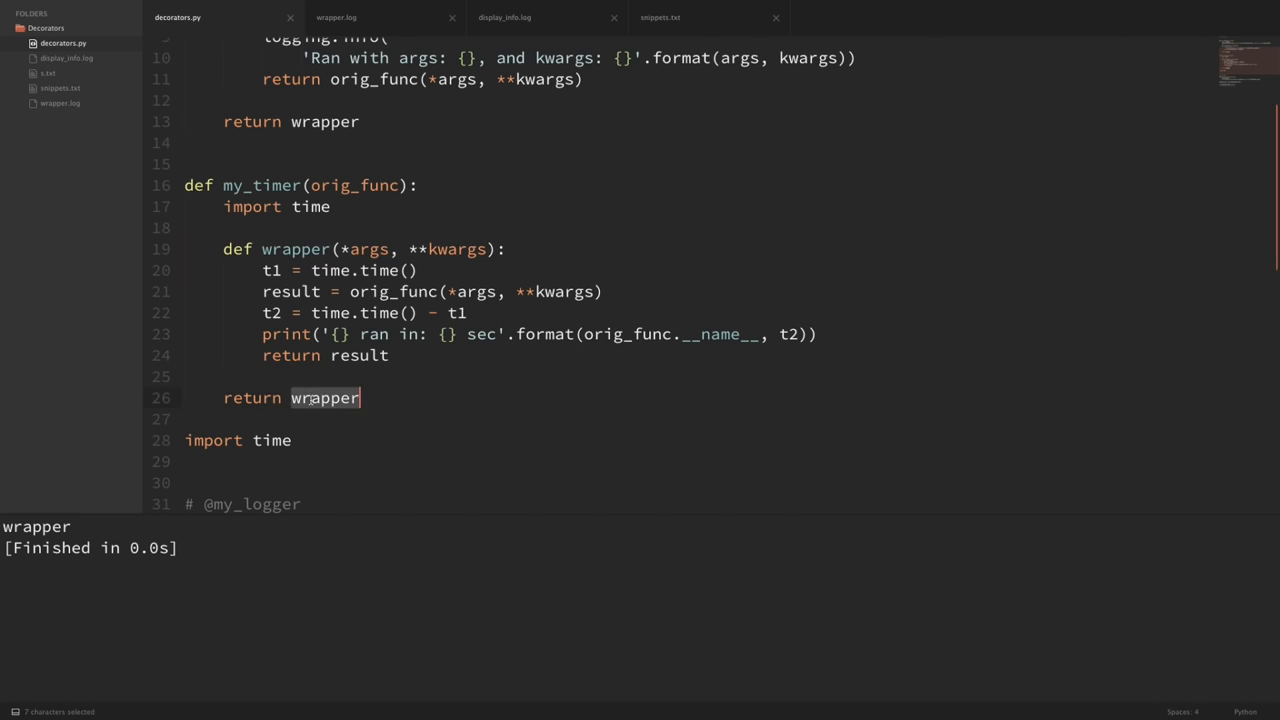 FOLDERS
Decorators
decorators.py
display_info.log
s.txt
snippets.txt
wrapper.log
decorators.py
wrapper.log
display_info.log
snippets.txt
9 logging.info(
10 'Ran with args: {}, and kwargs: {}'.format(args, kwargs))
11 return orig_func(*args, **kwargs)
12
13 return wrapper
14
15
16 def my_timer(orig_func):
17 import time
18
19 def wrapper(*args, **kwargs):
20 t1 = time.time()
21 result = orig_func(*args, **kwargs)
22 t2 = time.time() - t1
23 print('{} ran in: {} sec'.format(orig_func.__name__, t2))
24 return result
25
26 return wrapper
27
28 import time
29
30
31 # @my_logger
wrapper
[Finished in 0.0s]
7 characters selected
Spaces: 4
Python